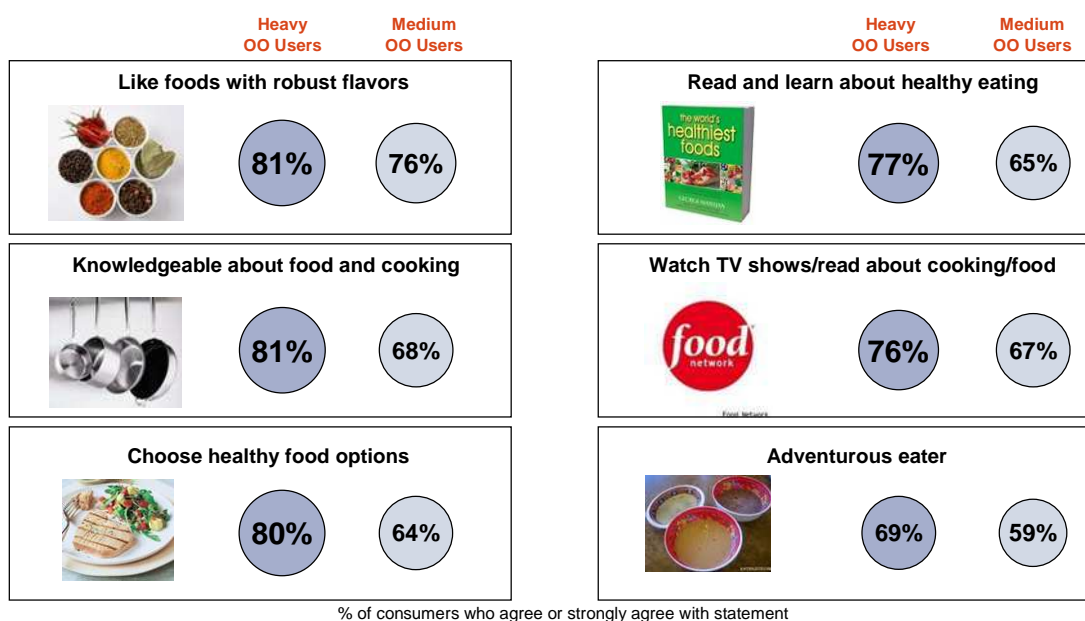 Heavy
OO Users
Medium
OO Users
Heavy
OO Users
Medium
OO Users
Like foods with robust flavors
81%
76%
Read and learn about healthy eating
the world's
healthiest
foods
77%
65%
Knowledgeable about food and cooking
81%
68%
Watch TV shows/read about cooking/food
food
network
Food Network
76%
67%
Choose healthy food options
80%
64%
Adventurous eater
69%
59%
% of consumers who agree or strongly agree with statement